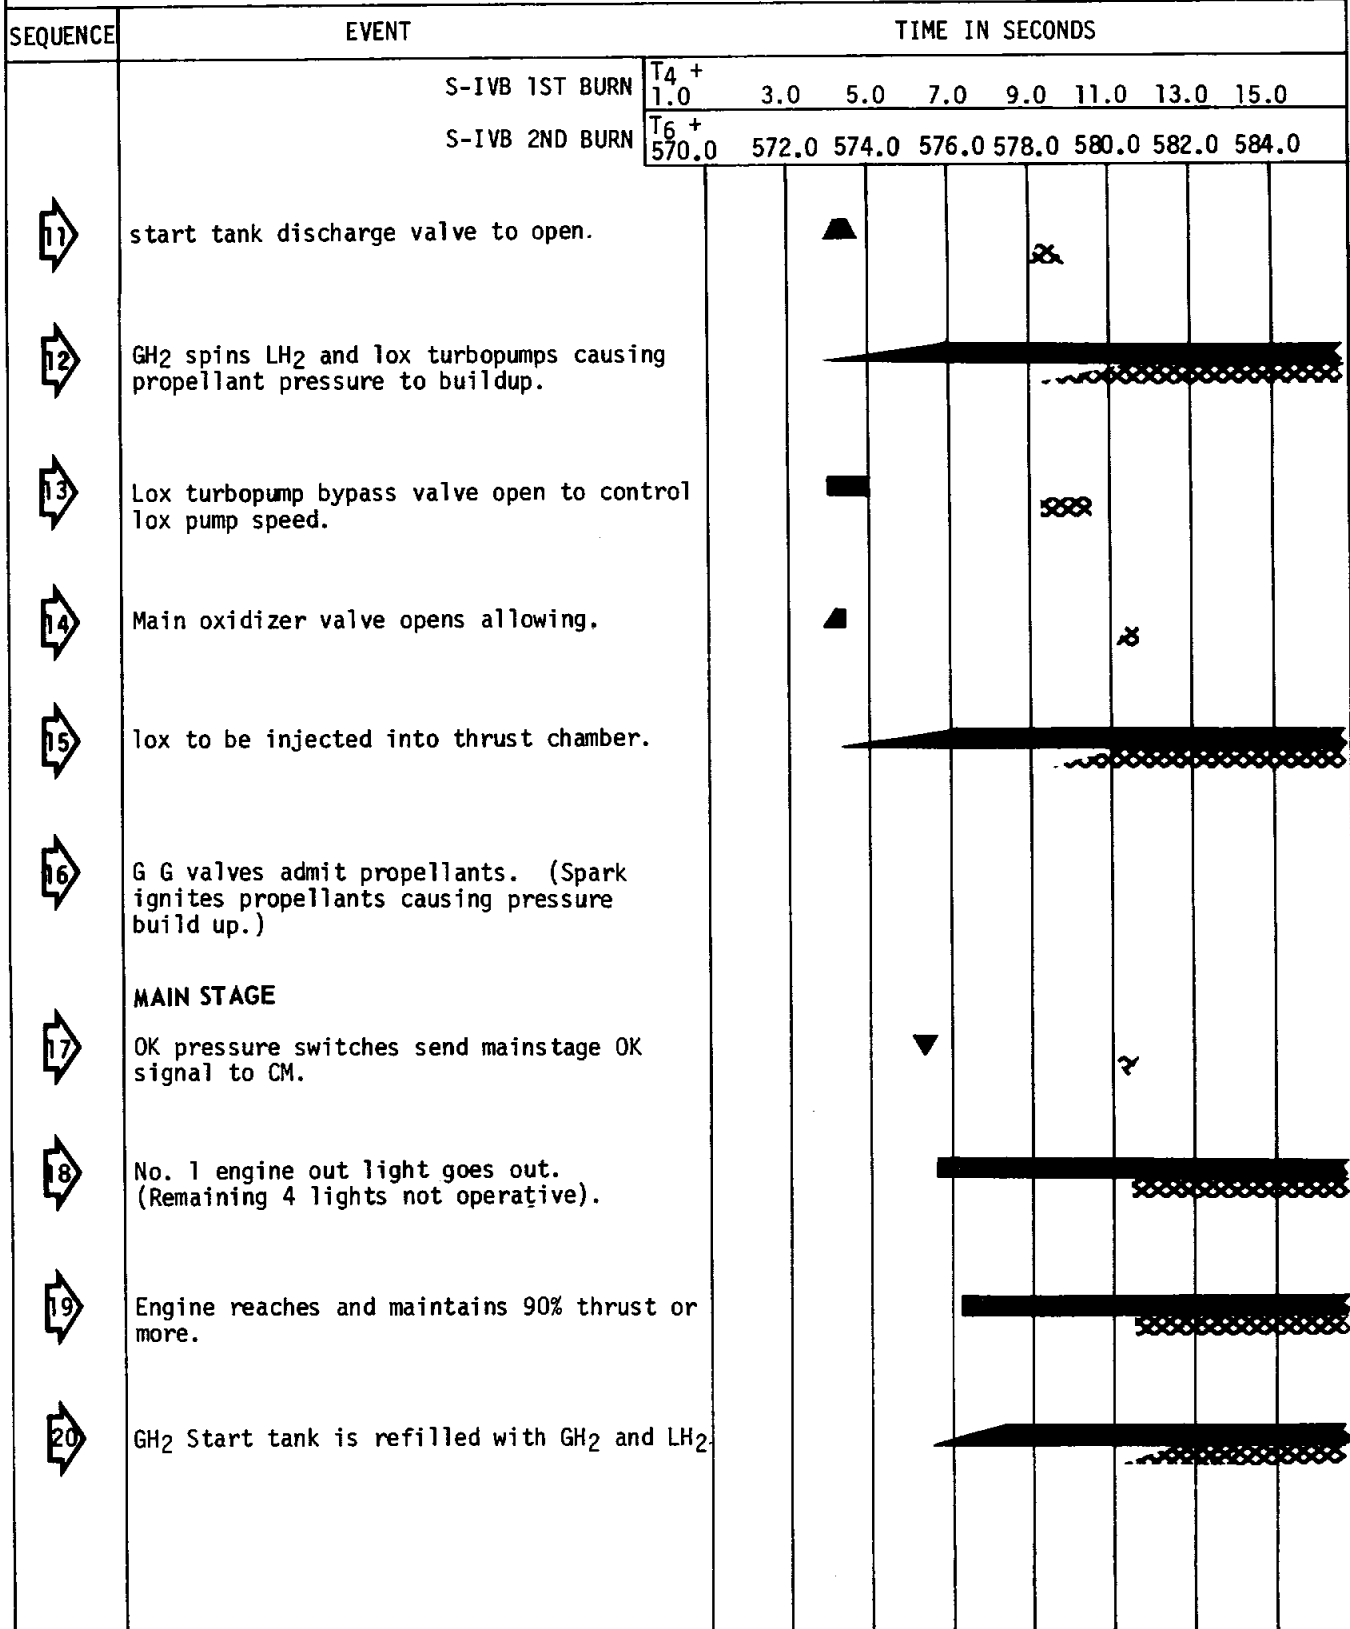 SEQUENCE EVENT TIME IN SECONDS
S-IVB 1ST BURN T4 + 1.0 3.0 5.0 7.0 9.0 11.0 13.0 15.0
S-IVB 2ND BURN T6 + 570.0 572.0 574.0 576.0 578.0 580.0 582.0 584.0
11 start tank discharge valve to open.
12 GH2 spins LH2 and lox turbopumps causing
propellant pressure to buildup.
13 Lox turbopump bypass valve open to control
lox pump speed.
14 Main oxidizer valve opens allowing.
15 lox to be injected into thrust chamber.
16 G G valves admit propellants. (Spark
ignites propellants causing pressure
build up.)
MAIN STAGE
17 OK pressure switches send mainstage OK
signal to CM.
18 No. 1 engine out light goes out.
(Remaining 4 lights not operative).
19 Engine reaches and maintains 90% thrust or
more.
20 GH2 Start tank is refilled with GH2 and LH2.